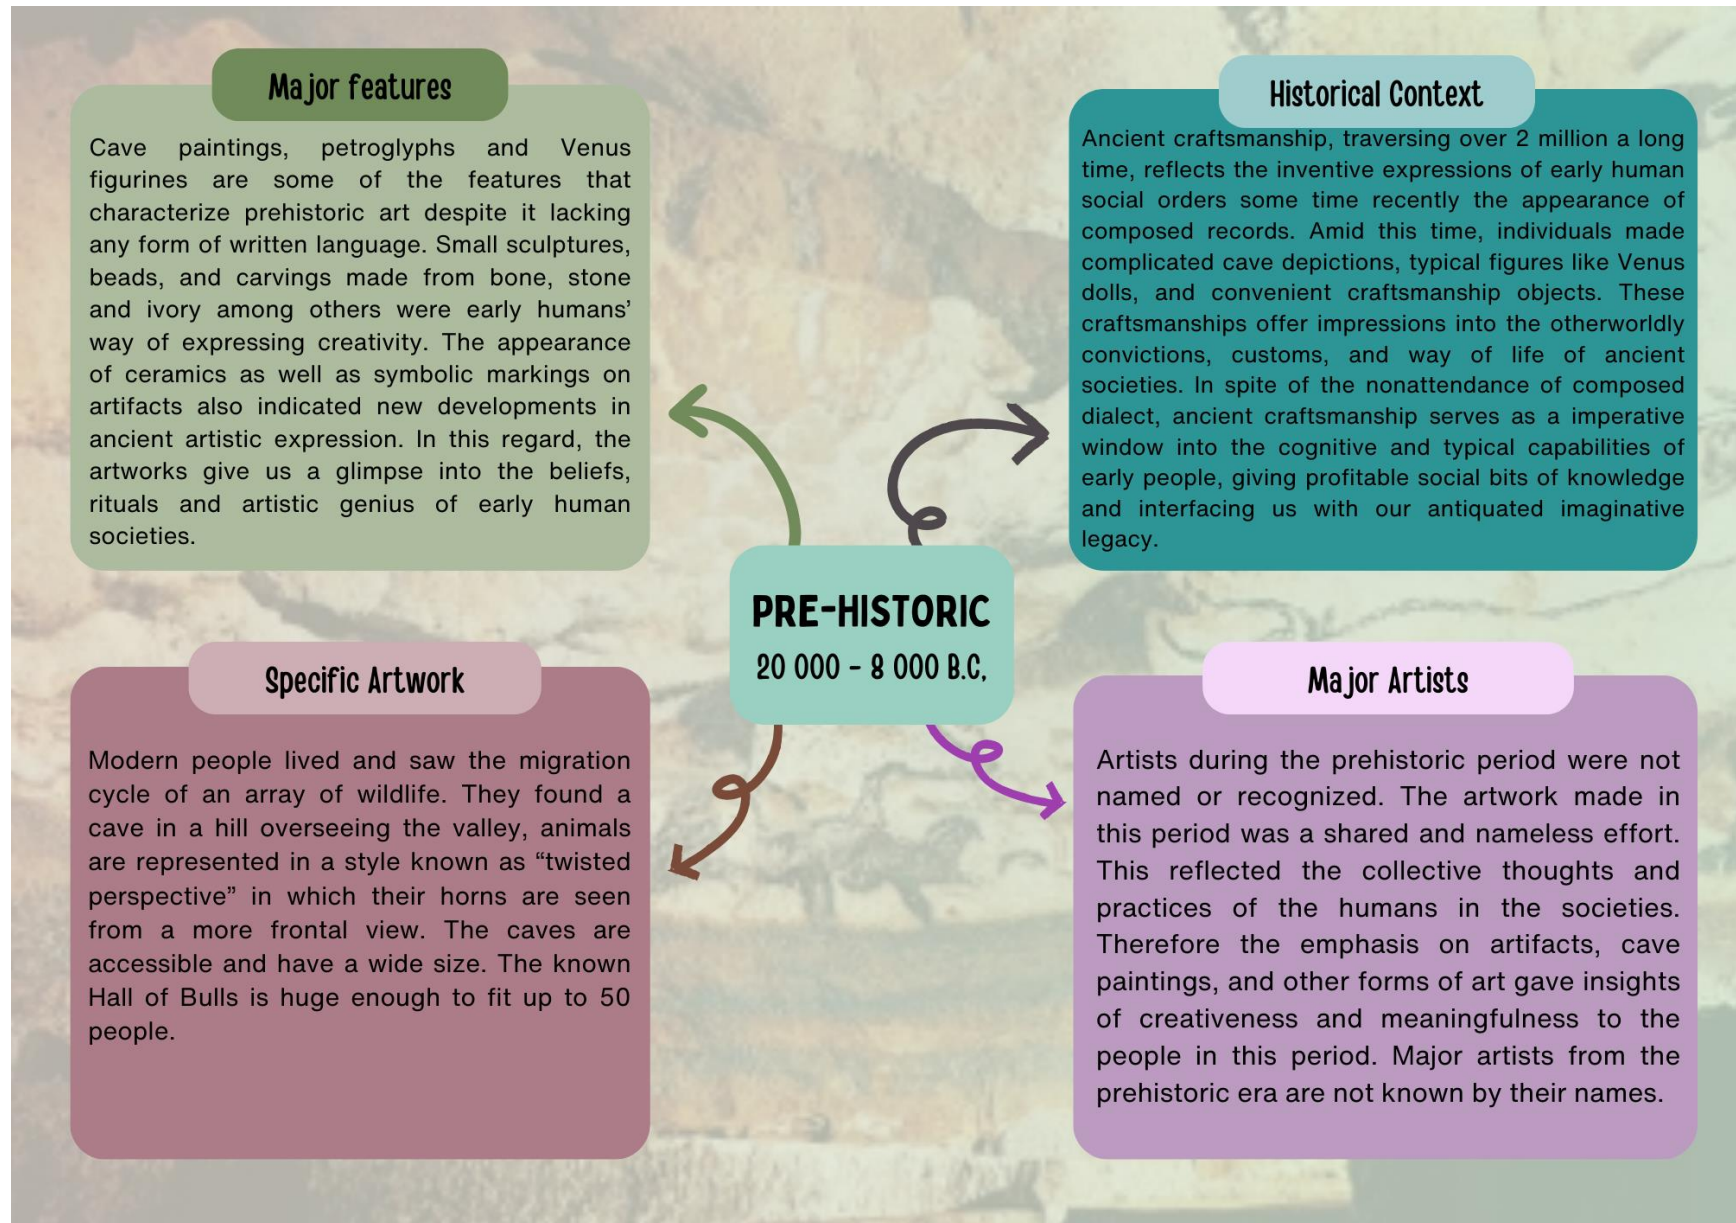 Major features
Cave paintings, petroglyphs and Venus
figurines are some of the features that
characterize prehistoric art despite it lacking
any form of written language. Small sculptures,
beads, and carvings made from bone, stone
and ivory among others were early humans’
way of expressing creativity. The appearance
of ceramics as well as symbolic markings on
artifacts also indicated new developments in
ancient artistic expression. In this regard, the
artworks give us a glimpse into the beliefs,
rituals and artistic genius of early human
societies.
Historical Context
Ancient craftsmanship, traversing over 2 million a long
time, reflects the inventive expressions of early human
social orders some time recently the appearance of
composed records. Amid this time, individuals made
complicated cave depictions, typical figures like Venus
dolls, and convenient craftsmanship objects. These
craftsmanships offer impressions into the otherworldly
convictions, customs, and way of life of ancient
societies. In spite of the nonattendance of composed
dialect, ancient craftsmanship serves as a imperative
window into the cognitive and typical capabilities of
early people, giving profitable social bits of knowledge
and interfacing us with our antiquated imaginative
legacy.
PRE-HISTORIC
20 000 - 8 000 B.C,
Specific Artwork
Modern people lived and saw the migration
cycle of an array of wildlife. They found a
cave in a hill overseeing the valley, animals
are represented in a style known as “twisted
perspective” in which their horns are seen
from a more frontal view. The caves are
accessible and have a wide size. The known
Hall of Bulls is huge enough to fit up to 50
people.
Major Artists
Artists during the prehistoric period were not
named or recognized. The artwork made in
this period was a shared and nameless effort.
This reflected the collective thoughts and
practices of the humans in the societies.
Therefore the emphasis on artifacts, cave
paintings, and other forms of art gave insights
of creativeness and meaningfulness to the
people in this period. Major artists from the
prehistoric era are not known by their names.